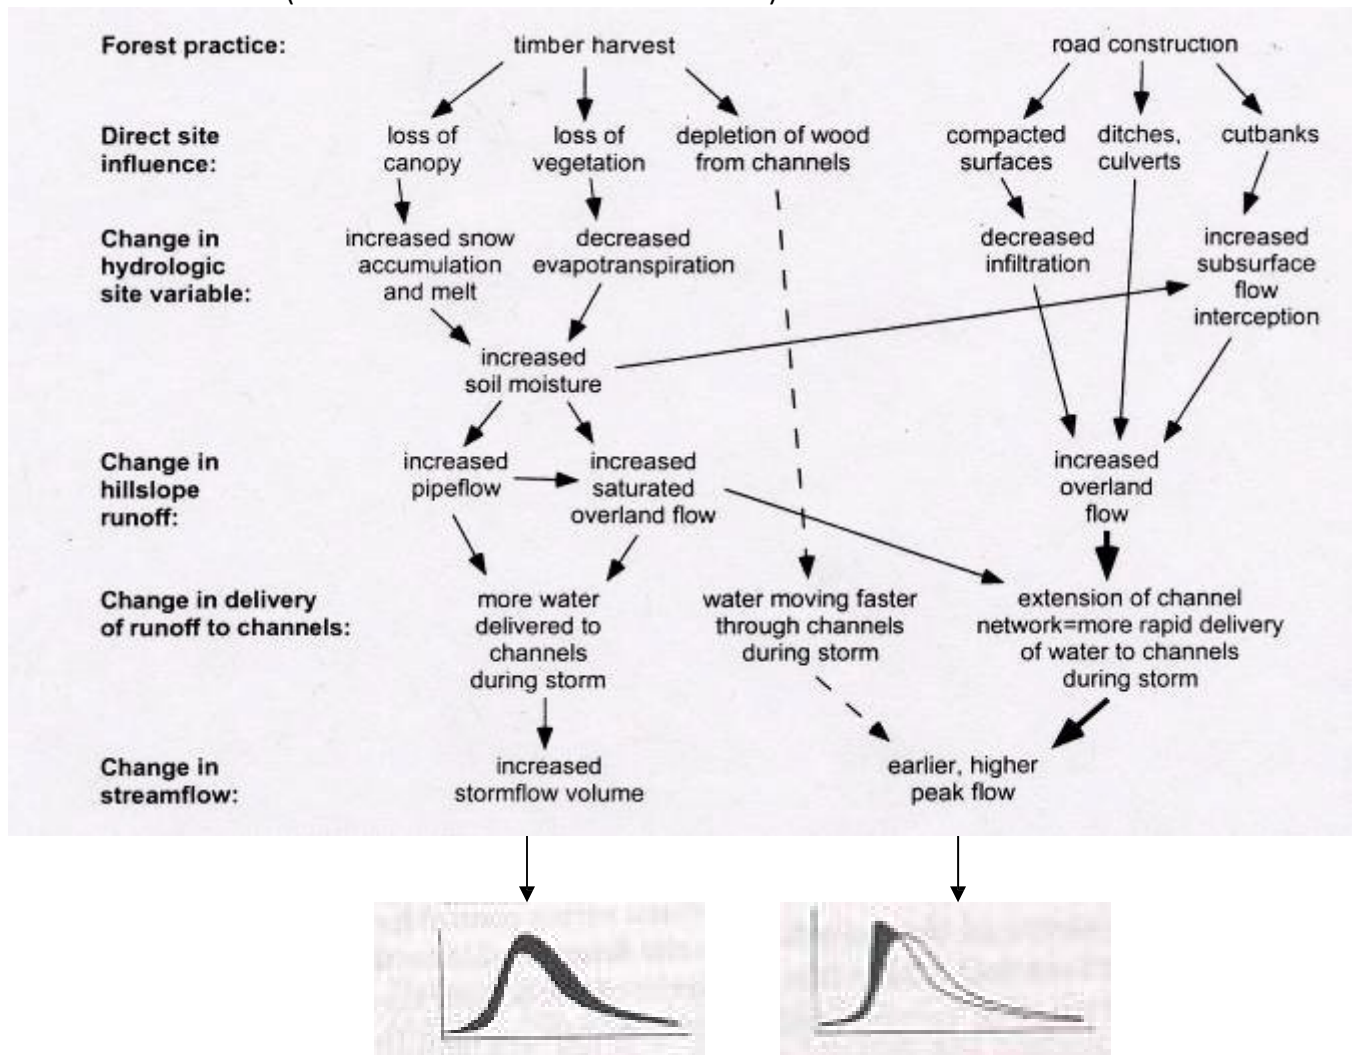 Forest practice:
timber harvest
road construction
Direct site
influence:
loss of
canopy
loss of
vegetation
depletion of wood
from channels
compacted
surfaces
ditches,
culverts
cutbanks
Change in
hydrologic
site variable:
increased snow
accumulation
and melt
decreased
evapotranspiration
decreased
infiltration
increased
subsurface
flow
interception
increased
soil moisture
Change in
hillslope
runoff:
increased
pipeflow
increased
saturated
overland flow
increased
overland
flow
Change in delivery
of runoff to channels:
more water
delivered to
channels
during storm
water moving faster
through channels
during storm
extension of channel
network=more rapid delivery
of water to channels
during storm
Change in
streamflow:
increased
stormflow volume
earlier, higher
peak flow